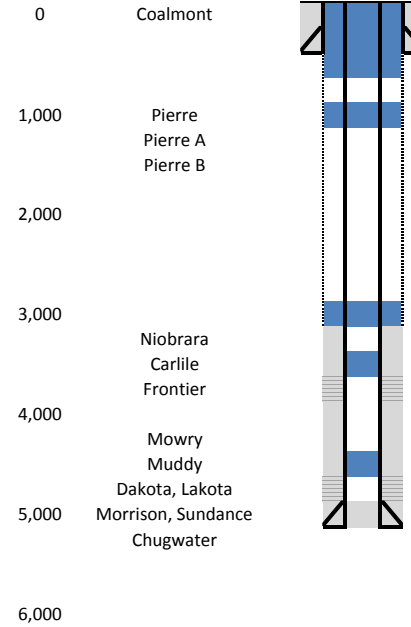 0 Coalmont
1,000 Pierre
Pierre A
Pierre B
2,000
3,000
Niobrara
Carlile
Frontier
4,000
Mowry
Muddy
Dakota, Lakota
5,000 Morrison, Sundance
Chugwater
6,000